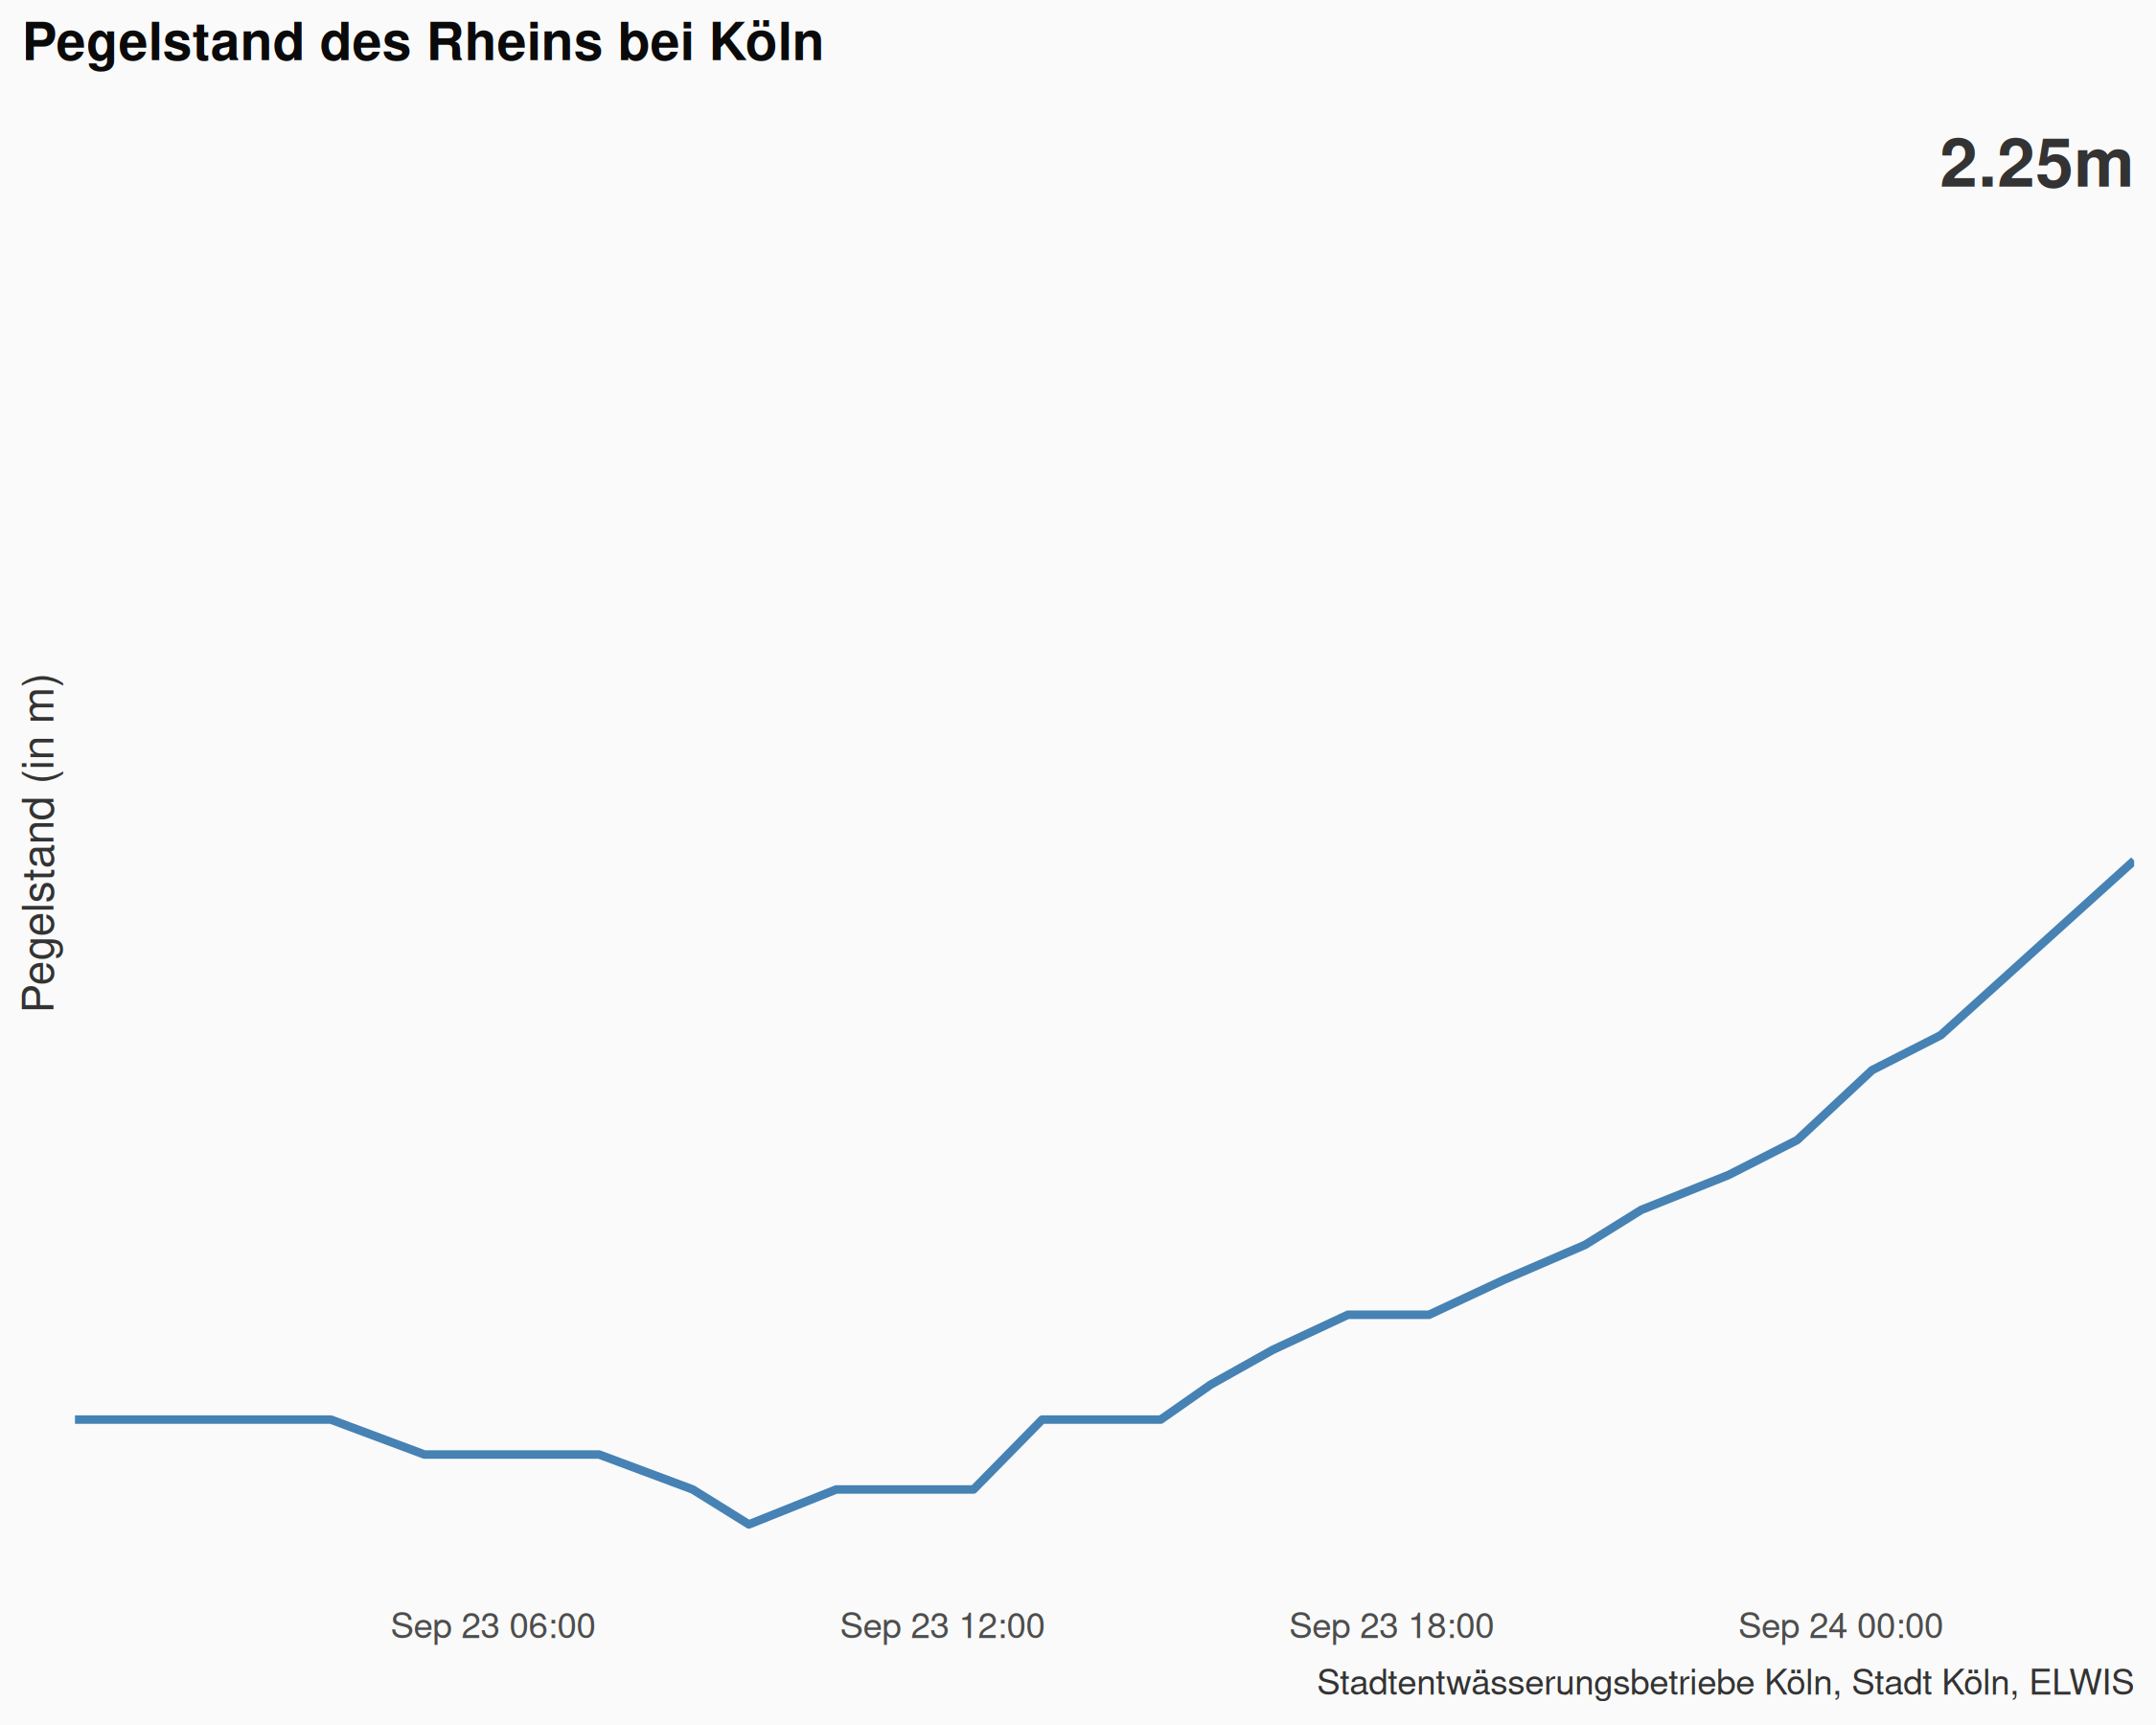 Pegelstand des Rheins bei Köln
2.25m
Pegelstand (in m)
Sep 23 06:00
Sep 23 12:00
Sep 23 18:00
Sep 24 00:00
Stadtentwässerungsbetriebe Köln, Stadt Köln, ELWIS